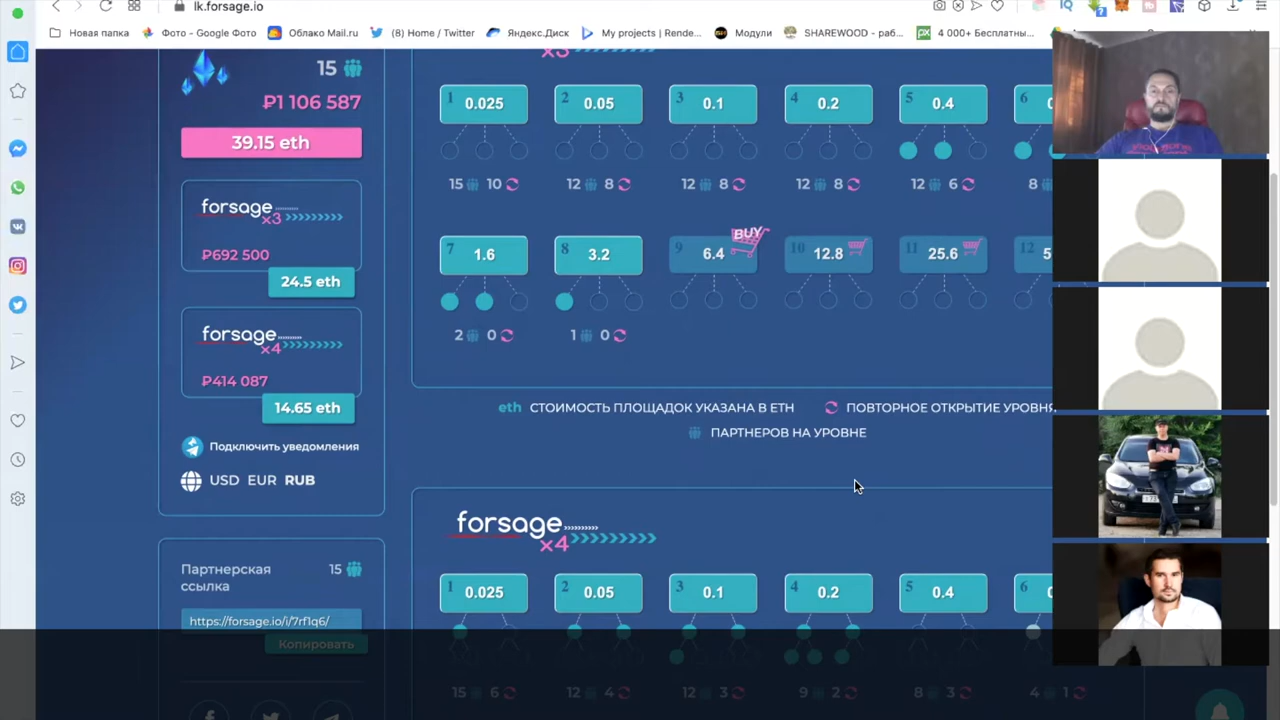 lk.forsage.io
Новая папка
Фото - Google Фото
Облако Mail.ru
(8) Home / Twitter
Яндекс.Диск
My projects | Rende...
Модули
SHAREWOOD - раб...
4 000+ Бесплатны...
15
₽1 106 587
39.15 eth
forsage
x3
₽692 500
24.5 eth
forsage
x4
₽414 087
14.65 eth
Подключить уведомления
USD EUR RUB
Партнерская ссылка 15
https://forsage.io/i/7rf1q6/
Копировать
x3
1 0.025
2 0.05
3 0.1
4 0.2
5 0.4
6 0
15 10
12 8
12 8
12 8
12 6
8
7 1.6
8 3.2
9 6.4 BUY
10 12.8
11 25.6
12 5
2 0
1 0
eth СТОИМОСТЬ ПЛОЩАДОК УКАЗАНА В ETH
ПОВТОРНОЕ ОТКРЫТИЕ УРОВНЯ
ПАРТНЕРОВ НА УРОВНЕ
forsage
x4
1 0.025
2 0.05
3 0.1
4 0.2
5 0.4
6 0
15 6
12 4
12 3
9 2
8 3
4 1